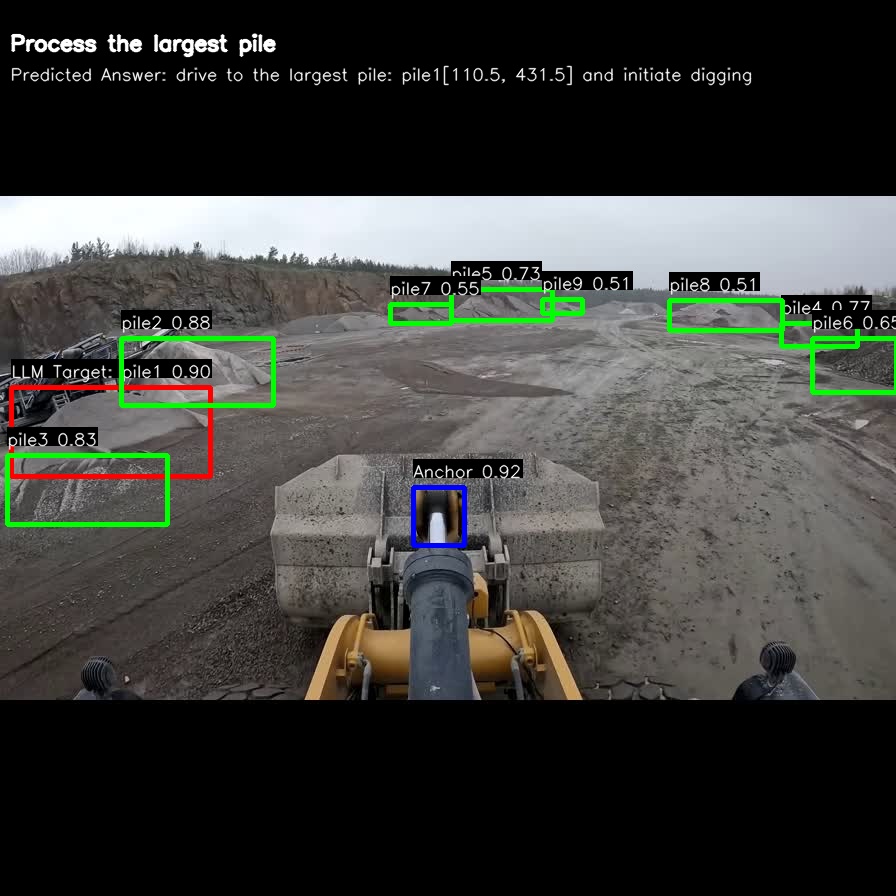 Process the largest pile
Predicted Answer: drive to the largest pile: pile1[110.5, 431.5] and initiate digging
pile5 0.73
pile7 0.55
pile9 0.51
pile8 0.51
pile4 0.77
pile2 0.88
pile6 0.65
LLM Target: pile1 0.90
pile3 0.83
Anchor 0.92